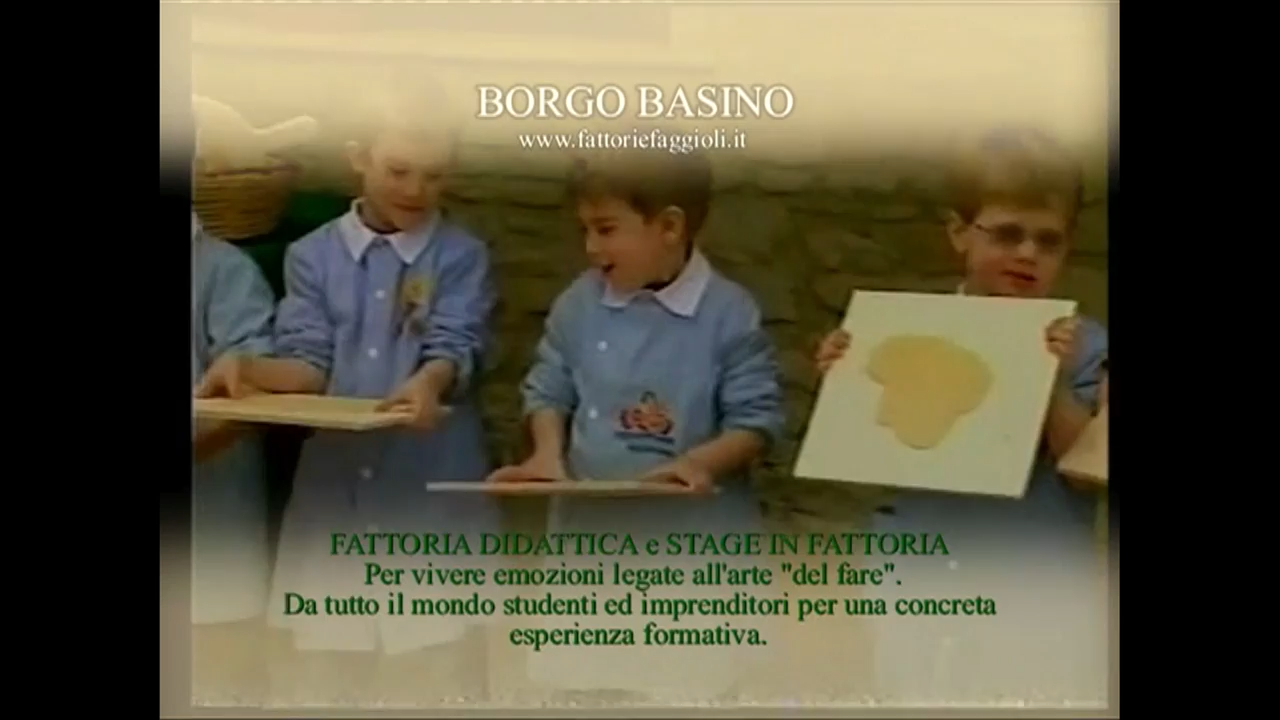 BORGO BASINO
www.fattoriefaggioli.it
FATTORIA DIDATTICA e STAGE IN FATTORIA
Per vivere emozioni legate all'arte "del fare".
Da tutto il mondo studenti ed imprenditori per una concreta
esperienza formativa.